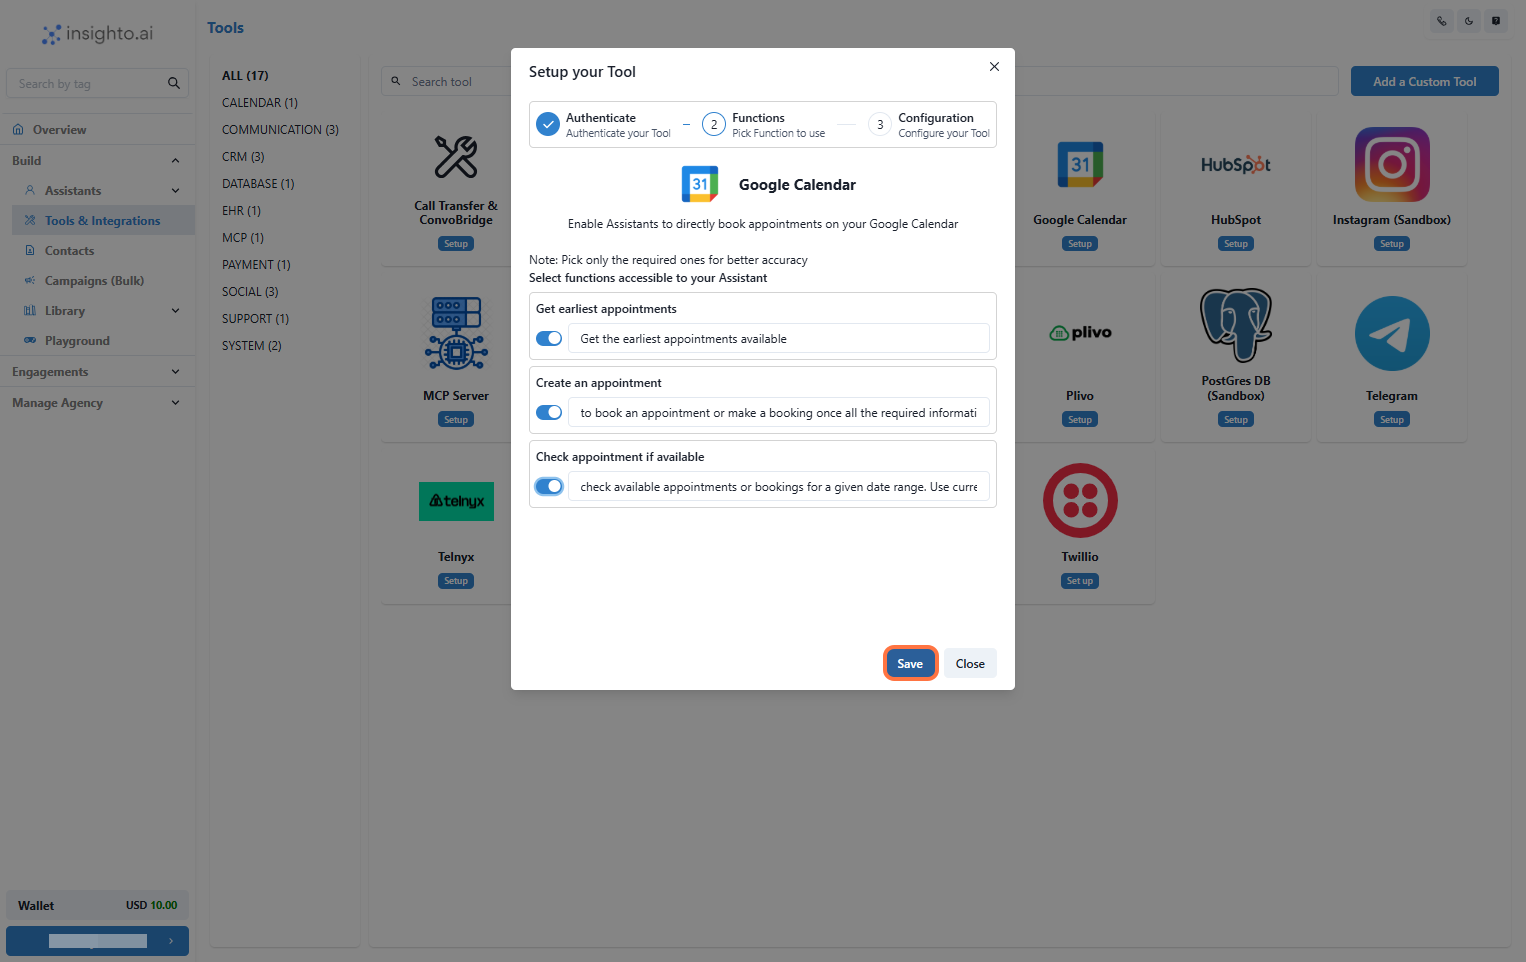 insighto.ai
Search by tag
Overview
Build
Assistants
Tools & Integrations
Contacts
Campaigns (Bulk)
Library
Playground
Engagements
Manage Agency
Wallet USD 10.00
Tools
ALL (17)
CALENDAR (1)
COMMUNICATION (3)
CRM (3)
DATABASE (1)
EHR (1)
MCP (1)
PAYMENT (1)
SOCIAL (3)
SUPPORT (1)
SYSTEM (2)
Search tool
Add a Custom Tool
Call Transfer &
ConvoBridge
Setup
31
Google Calendar
Setup
HubSpot
HubSpot
Setup
Instagram (Sandbox)
Setup
MCP Server
Setup
plivo
Plivo
Setup
PostGres DB
(Sandbox)
Setup
Telegram
Setup
telnyx
Telnyx
Setup
Twillio
Set up
Setup your Tool
Authenticate
Authenticate your Tool
2
Functions
Pick Function to use
3
Configuration
Configure your Tool
31
Google Calendar
Enable Assistants to directly book appointments on your Google Calendar
Note: Pick only the required ones for better accuracy
Select functions accessible to your Assistant
Get earliest appointments
Get the earliest appointments available
Create an appointment
to book an appointment or make a booking once all the required informati
Check appointment if available
check available appointments or bookings for a given date range. Use curre
Save
Close